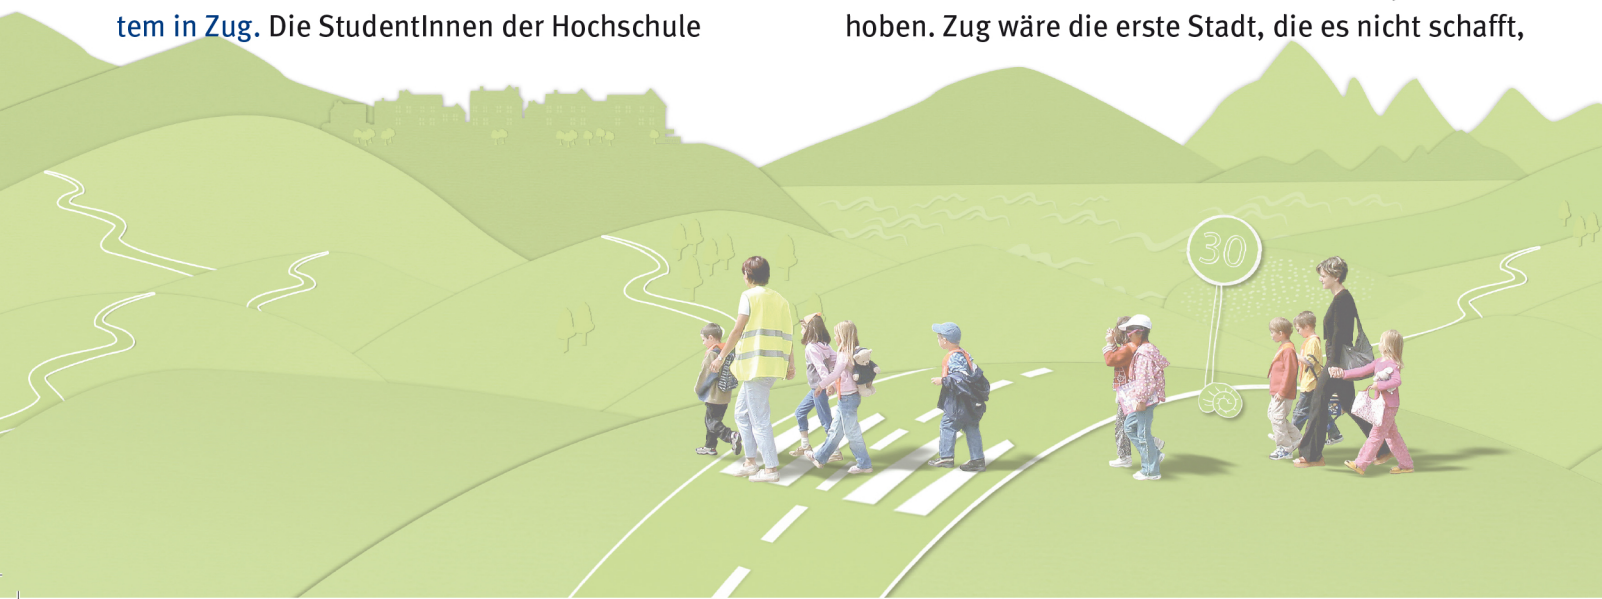 tem in Zug. Die StudentInnen der Hochschule
hoben. Zug wäre die erste Stadt, die es nicht schafft,
30